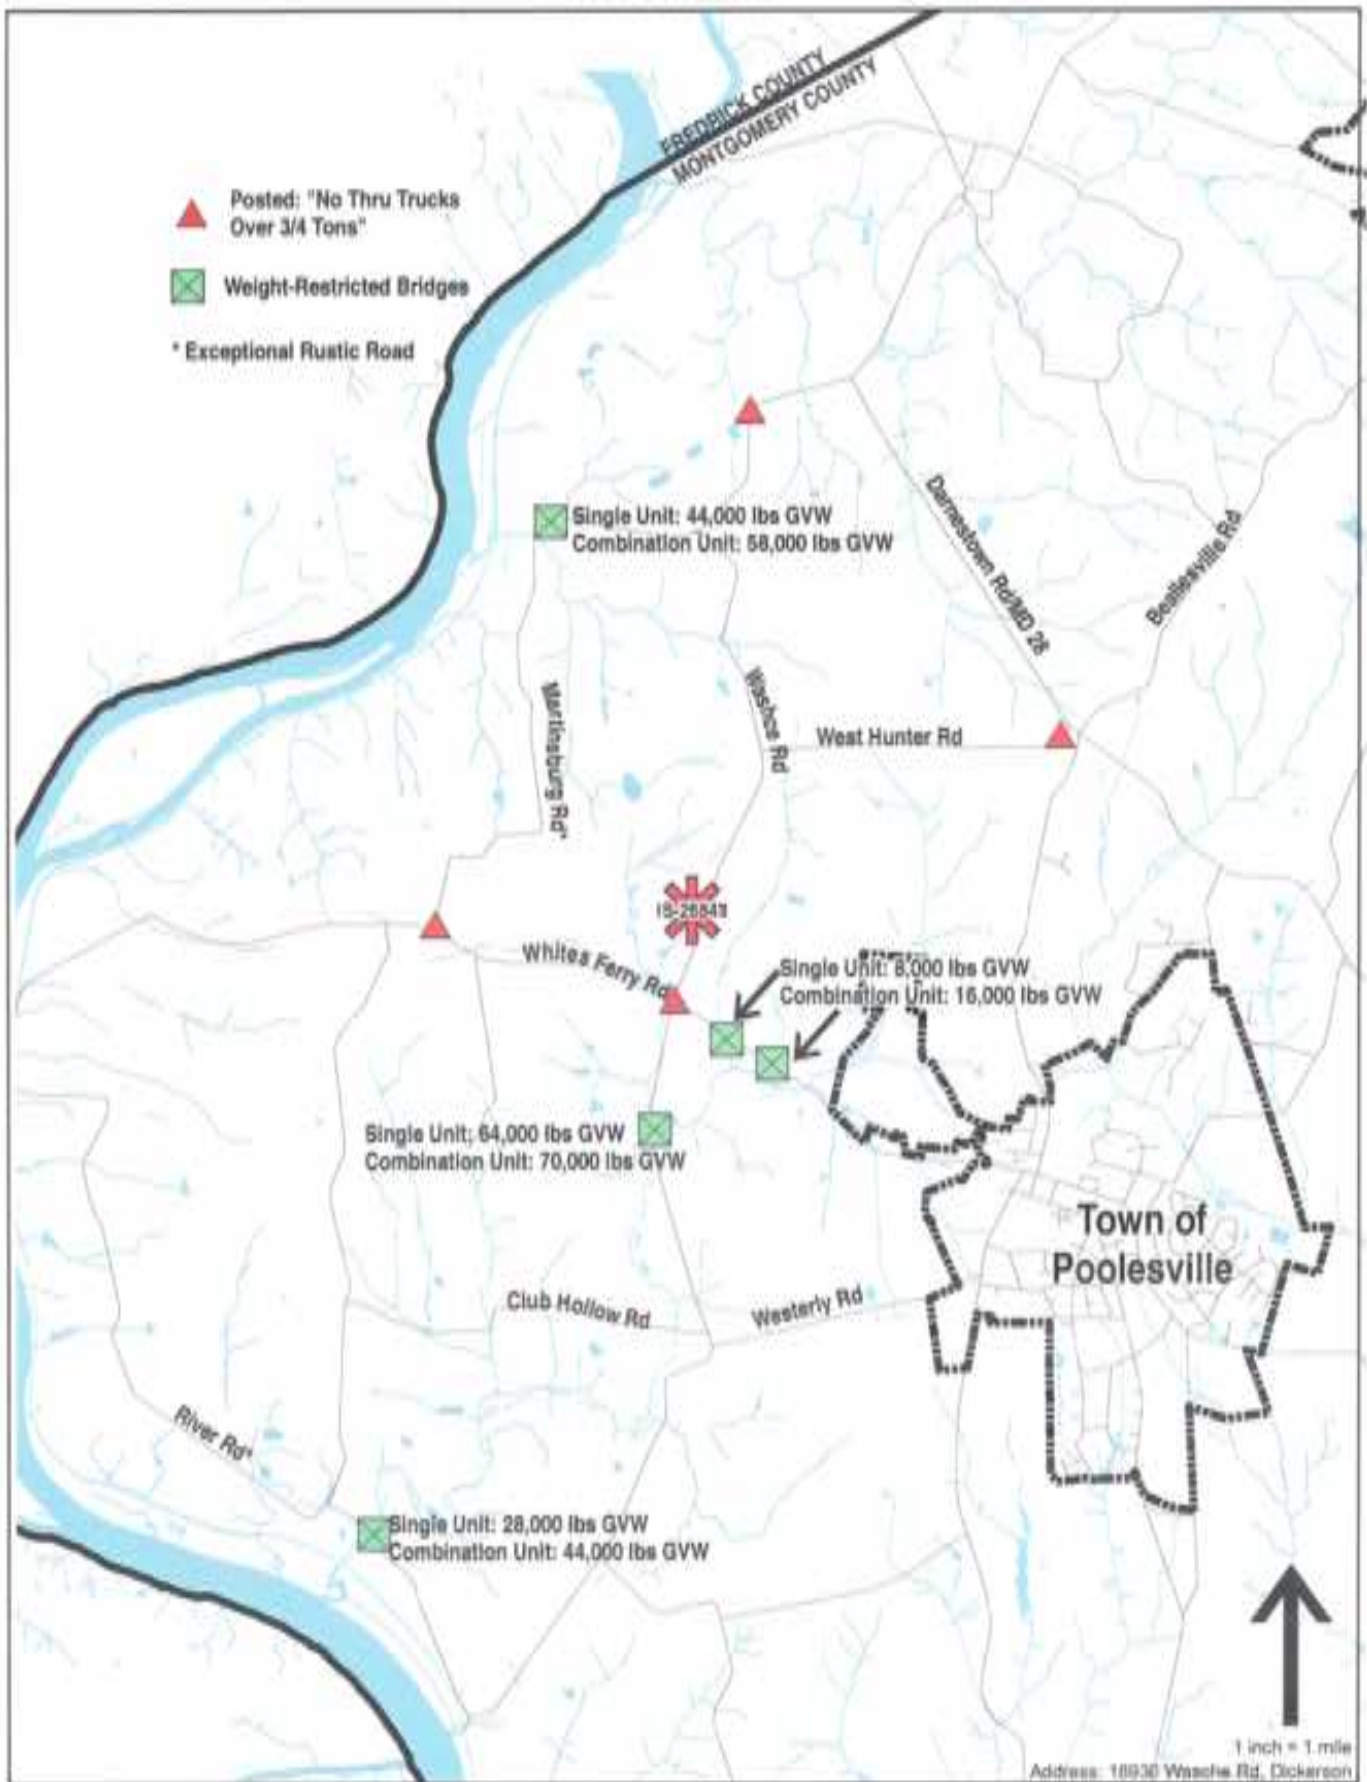 FREDRICK COUNTY
MONTGOMERY COUNTY
Posted: "No Thru Trucks
Over 3/4 Tons"
Weight-Restricted Bridges
* Exceptional Rustic Road
Single Unit: 44,000 lbs GVW
Combination Unit: 58,000 lbs GVW
Darnestown Rd/MD 28
Beallesville Rd
Martinsburg Rd*
Wasche Rd
West Hunter Rd
Whites Ferry Rd
Single Unit: 8,000 lbs GVW
Combination Unit: 16,000 lbs GVW
Single Unit: 64,000 lbs GVW
Combination Unit: 70,000 lbs GVW
Town of
Poolesville
Club Hollow Rd
Westerly Rd
River Rd*
Single Unit: 28,000 lbs GVW
Combination Unit: 44,000 lbs GVW
1 inch = 1 mile
Address: Wasche Rd, Dickerson